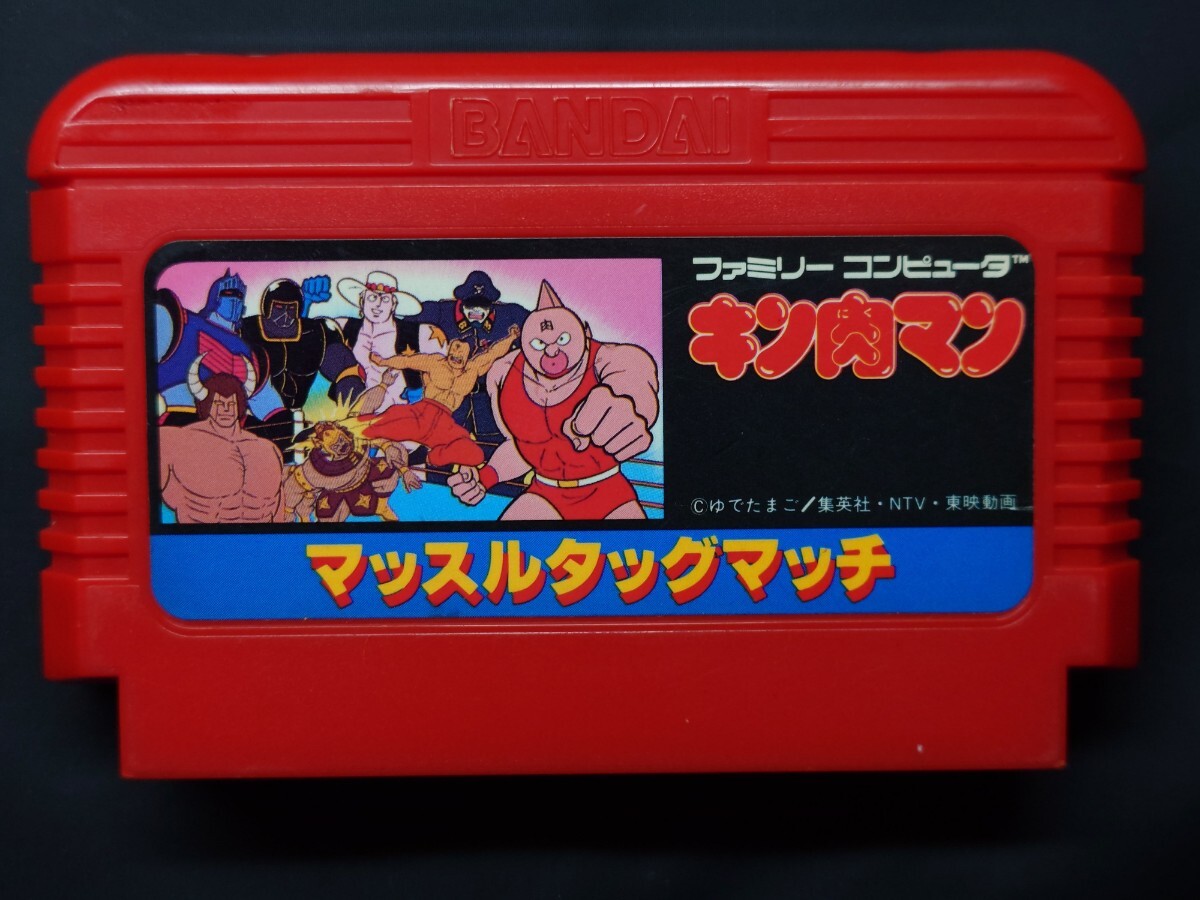 BANDAI
ファミリー コンピュータ™
キン肉マン
肉
©ゆでたまご/集英社・NTV・東映動画
マッスルタッグマッチ